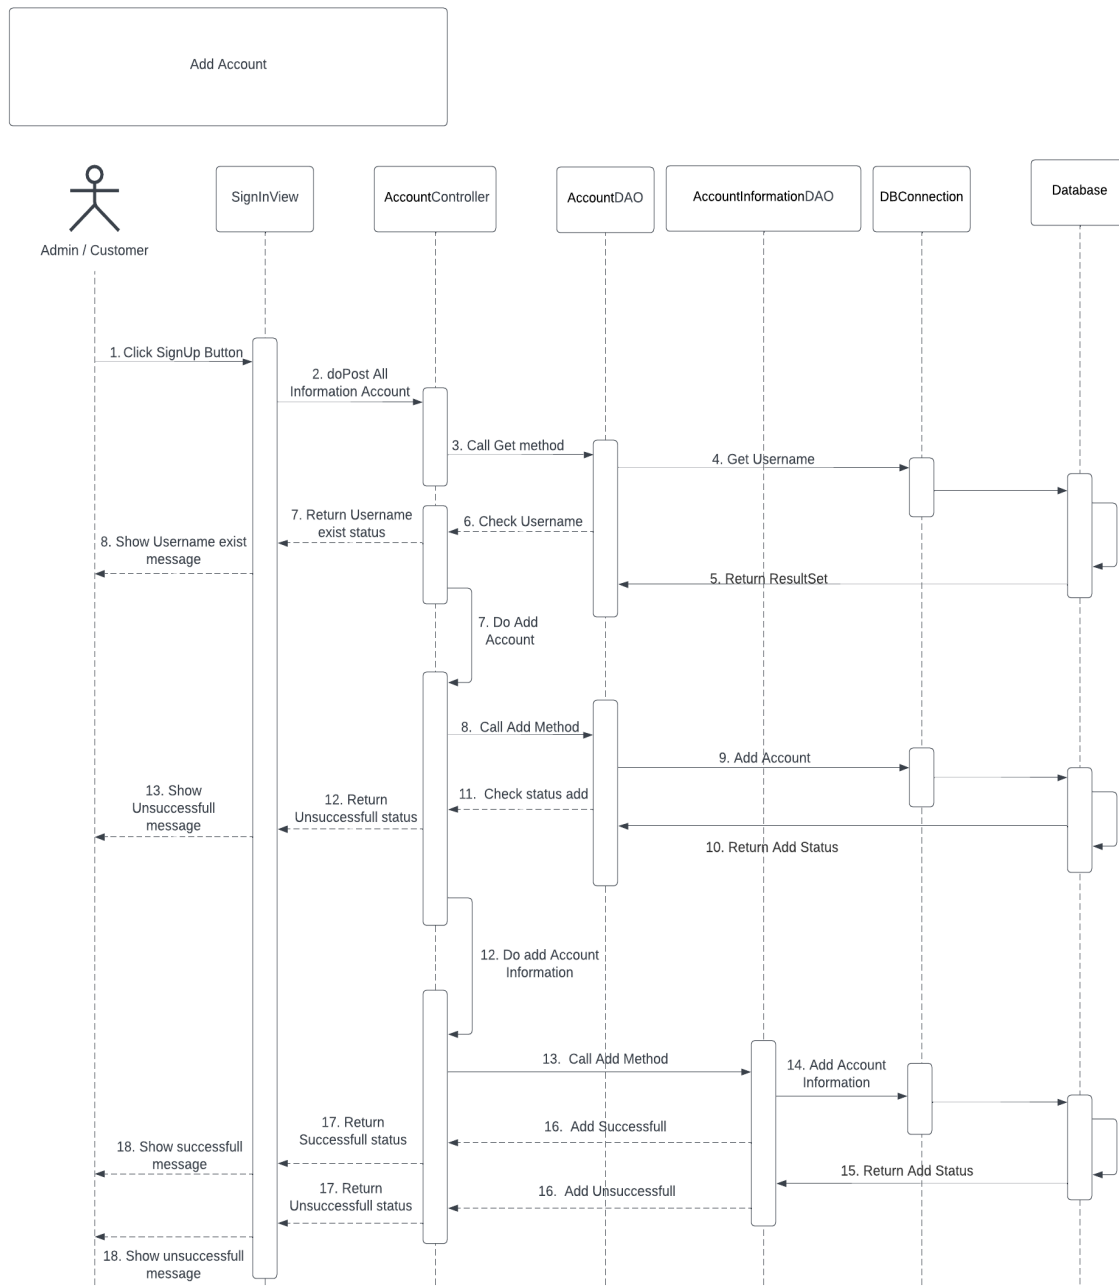 Add Account
Admin / Customer
SignInView
AccountController
AccountDAO
AccountInformationDAO
DBConnection
Database
1. Click SignUp Button
2. doPost All
Information Account
3. Call Get method
4. Get Username
7. Return Username
exist status
6. Check Username
8. Show Username exist
message
5. Return ResultSet
7. Do Add
Account
8. Call Add Method
9. Add Account
13. Show
Unsuccessfull
message
12. Return
Unsuccessfull status
11. Check status add
10. Return Add Status
12. Do add Account
Information
13. Call Add Method
14. Add Account
Information
17. Return
Successfull status
16. Add Successfull
18. Show successfull
message
15. Return Add Status
17. Return
Unsuccessfull status
16. Add Unsuccessfull
18. Show unsuccessfull
message